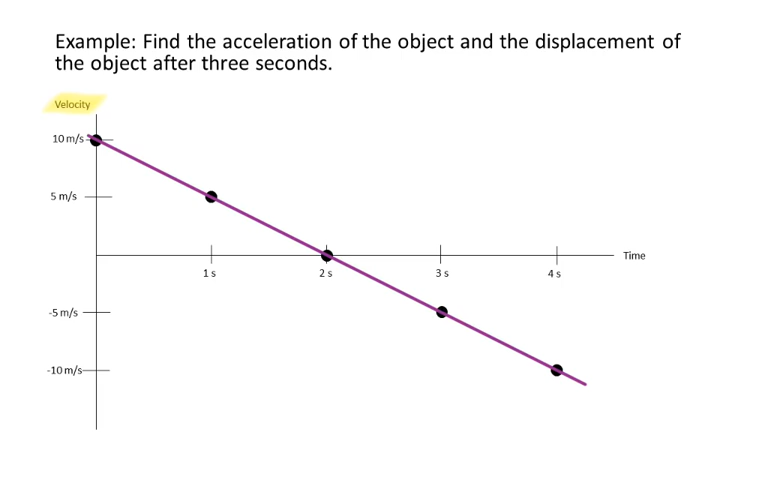 Example: Find the acceleration of the object and the displacement of
the object after three seconds.
Velocity
10 m/s
5 m/s
Time
1 s
2 s
3 s
4 s
-5 m/s
-10 m/s